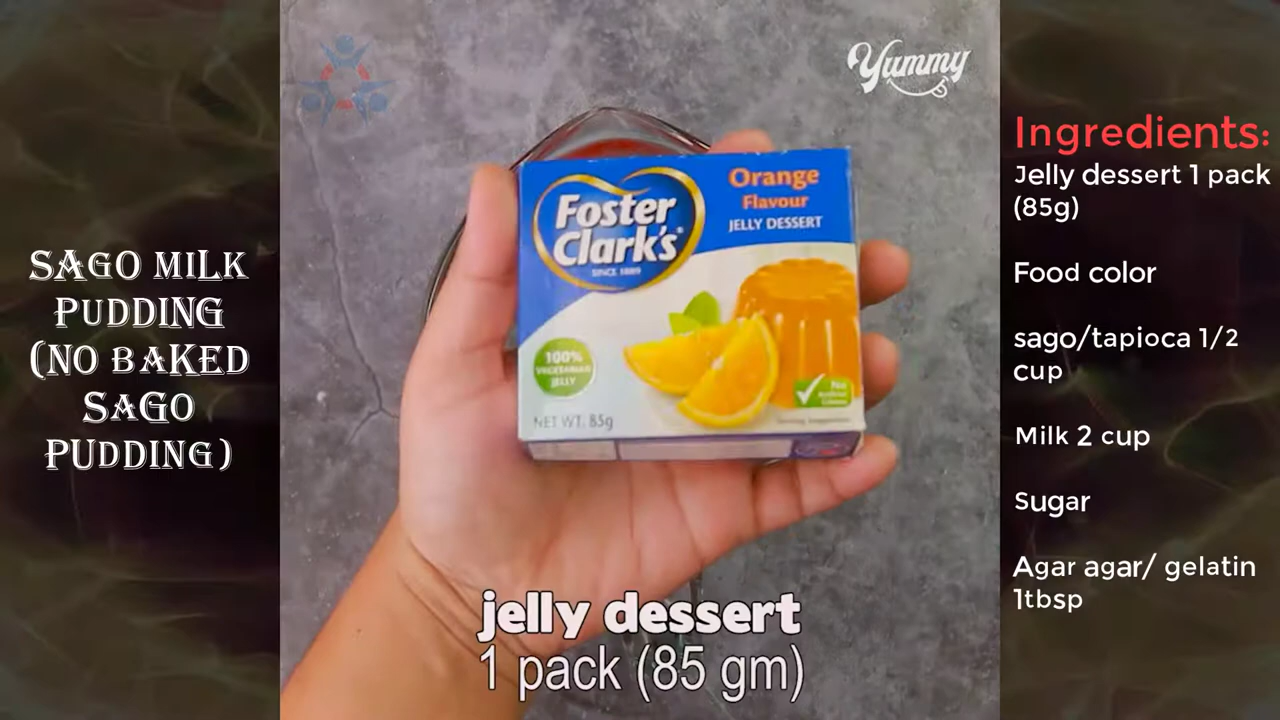 SAGO MILK
PUDDING
(NO BAKED
SAGO
PUDDING)
Yummy
Foster
Clark's
SINCE 1889
Orange
Flavour
JELLY DESSERT
100%
VEGETARIAN
JELLY
No
NET WT. 85g
jelly dessert
1 pack (85 gm)
Ingredients:
Jelly dessert 1 pack
(85g)
Food color
sago/tapioca 1/2
cup
Milk 2 cup
Sugar
Agar agar/ gelatin
1tbsp